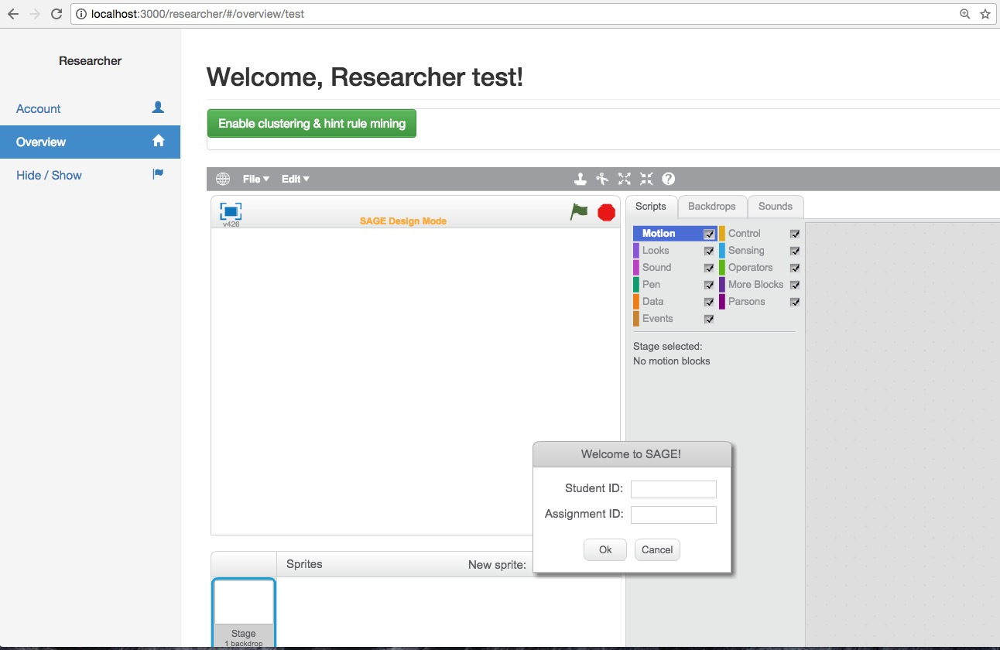 localhost:3000/researcher/#/overview/test
Researcher
Account
Overview
Hide / Show
Welcome, Researcher test!
Enable clustering & hint rule mining
File Edit
v426
SAGE Design Mode
Scripts Backdrops Sounds
Motion Control
Looks Sensing
Sound Operators
Pen More Blocks
Data Parsons
Events
Stage selected:
No motion blocks
Welcome to SAGE!
Student ID:
Assignment ID:
Ok Cancel
Sprites New sprite:
Stage
1 backdrop